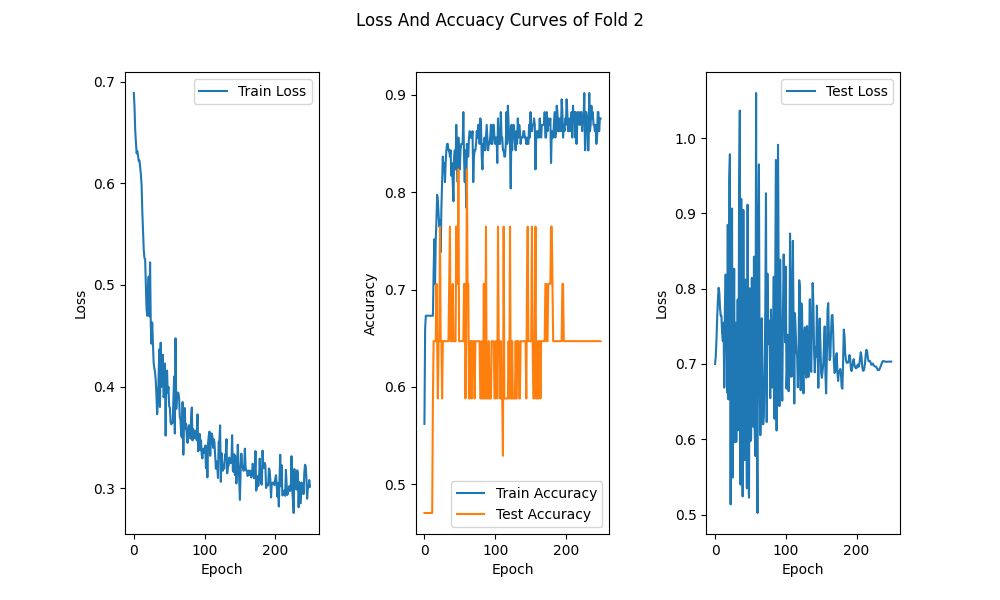 Loss And Accuacy Curves of Fold 2
0.7
0.6
0.5
0.4
0.3
Loss
0
100
200
Epoch
Train Loss
0.9
0.8
0.7
0.6
0.5
Accuracy
0
100
200
Epoch
Train Accuracy
Test Accuracy
1.0
0.9
0.8
0.7
0.6
0.5
Loss
0
100
200
Epoch
Test Loss